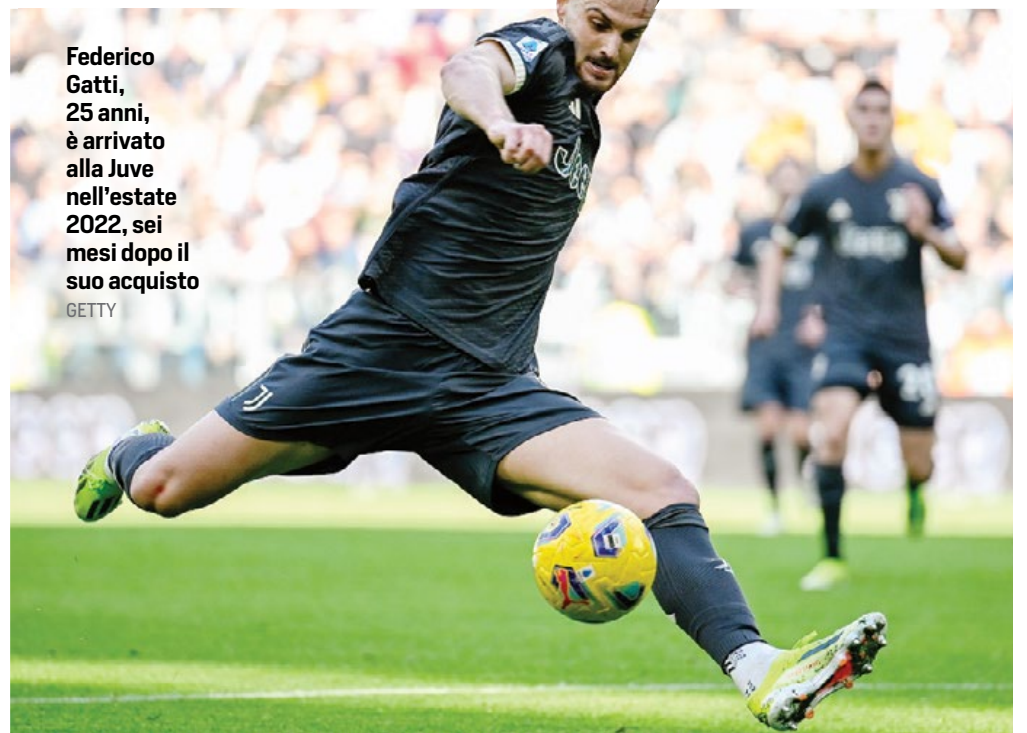 Federico
Gatti,
25 anni,
è arrivato
alla Juve
nell'estate
2022, sei
mesi dopo il
suo acquisto
GETTY